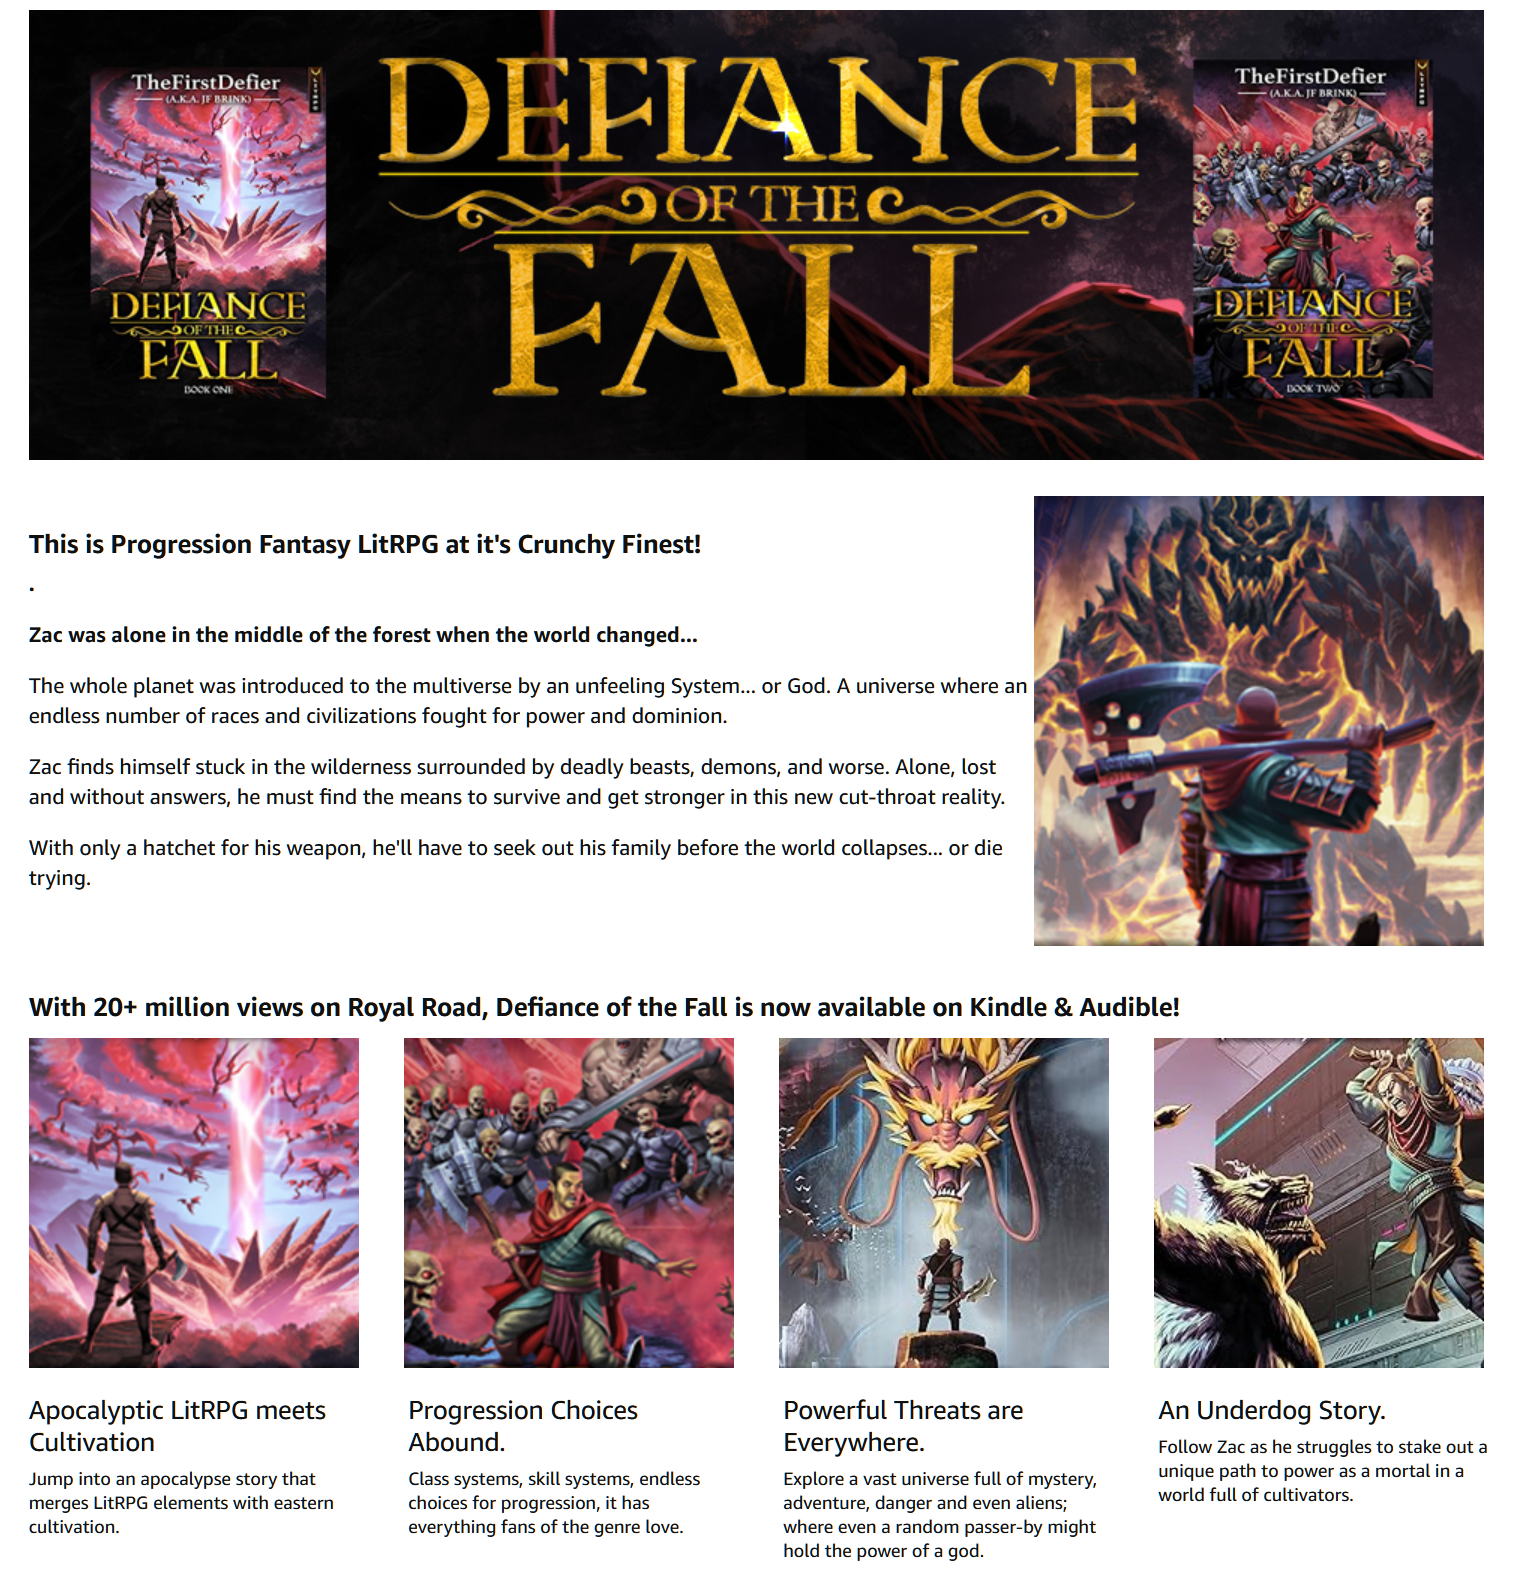 TheFirstDefier
(A.K.A. JF BRINK)
LITRPG
DEFIANCE
OF THE
FALL
BOOK ONE
DEFIANCE
OF THE
FALL
TheFirstDefier
(A.K.A. JF BRINK)
LITRPG
DEFIANCE
OF THE
FALL
BOOK TWO
This is Progression Fantasy LitRPG at it's Crunchy Finest!
.
Zac was alone in the middle of the forest when the world changed...
The whole planet was introduced to the multiverse by an unfeeling System... or God. A universe where an
endless number of races and civilizations fought for power and dominion.
Zac finds himself stuck in the wilderness surrounded by deadly beasts, demons, and worse. Alone, lost
and without answers, he must find the means to survive and get stronger in this new cut-throat reality.
With only a hatchet for his weapon, he'll have to seek out his family before the world collapses... or die
trying.
With 20+ million views on Royal Road, Defiance of the Fall is now available on Kindle & Audible!
Apocalyptic LitRPG meets
Cultivation
Jump into an apocalypse story that
merges LitRPG elements with eastern
cultivation.
Progression Choices
Abound.
Class systems, skill systems, endless
choices for progression, it has
everything fans of the genre love.
Powerful Threats are
Everywhere.
Explore a vast universe full of mystery,
adventure, danger and even aliens;
where even a random passer-by might
hold the power of a god.
An Underdog Story.
Follow Zac as he struggles to stake out a
unique path to power as a mortal in a
world full of cultivators.